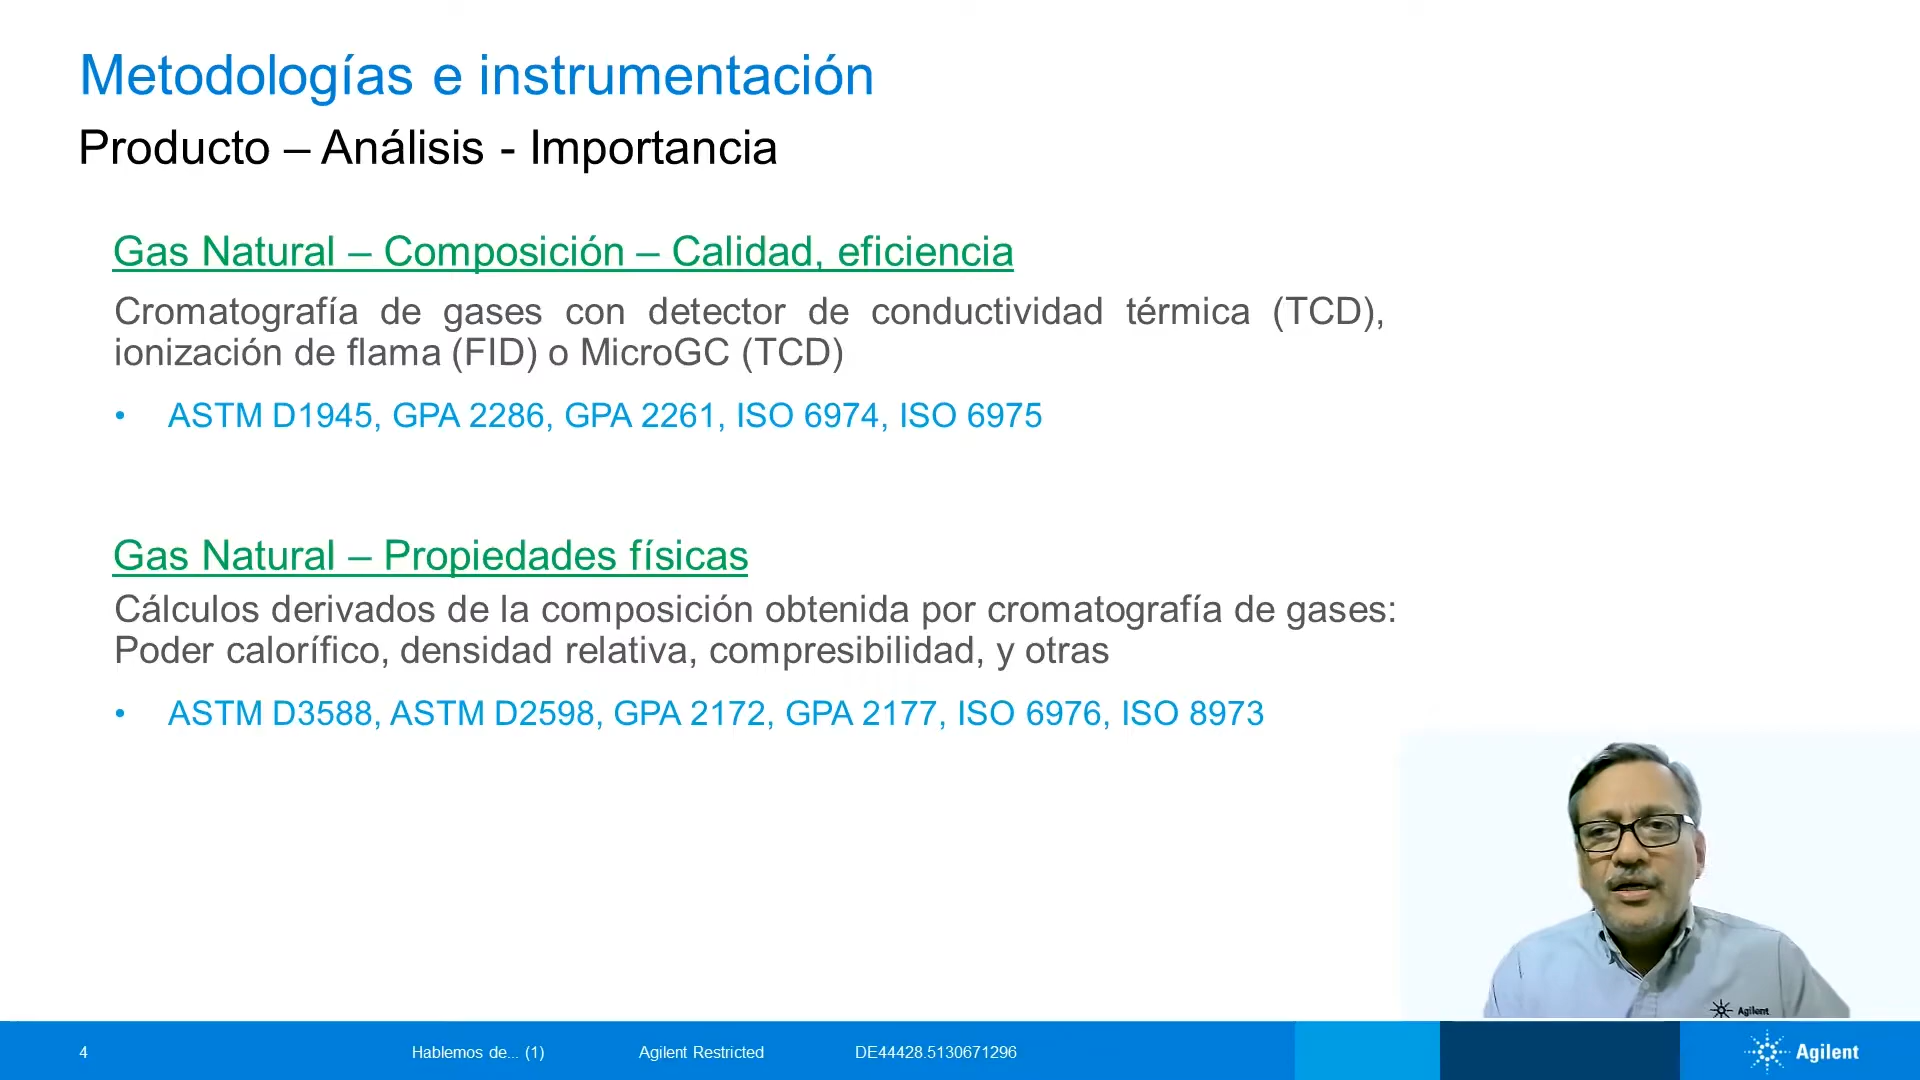 Metodologías e instrumentación
Producto – Análisis - Importancia
Gas Natural – Composición – Calidad, eficiencia
Cromatografía de gases con detector de conductividad térmica (TCD),
ionización de flama (FID) o MicroGC (TCD)
• ASTM D1945, GPA 2286, GPA 2261, ISO 6974, ISO 6975
Gas Natural – Propiedades físicas
Cálculos derivados de la composición obtenida por cromatografía de gases:
Poder calorífico, densidad relativa, compresibilidad, y otras
• ASTM D3588, ASTM D2598, GPA 2172, GPA 2177, ISO 6976, ISO 8973
Agilent
4 Hablemos de... (1) Agilent Restricted DE44428.5130671296 Agilent